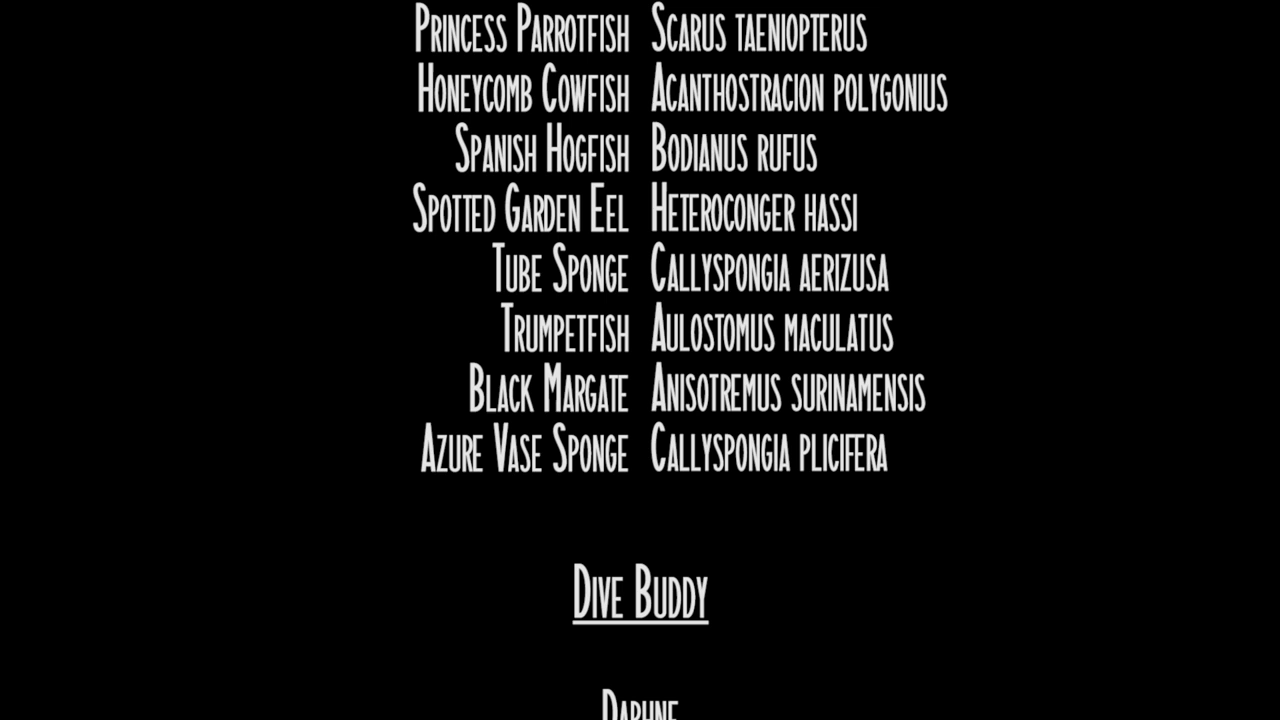 Princess Parrotfish Scarus taeniopterus
Honeycomb Cowfish Acanthostracion polygonius
Spanish Hogfish Bodianus rufus
Spotted Garden Eel Heteroconger hassi
Tube Sponge Callyspongia aerizusa
Trumpetfish Aulostomus maculatus
Black Margate Anisotremus surinamensis
Azure Vase Sponge Callyspongia plicifera
Dive Buddy
Daphne